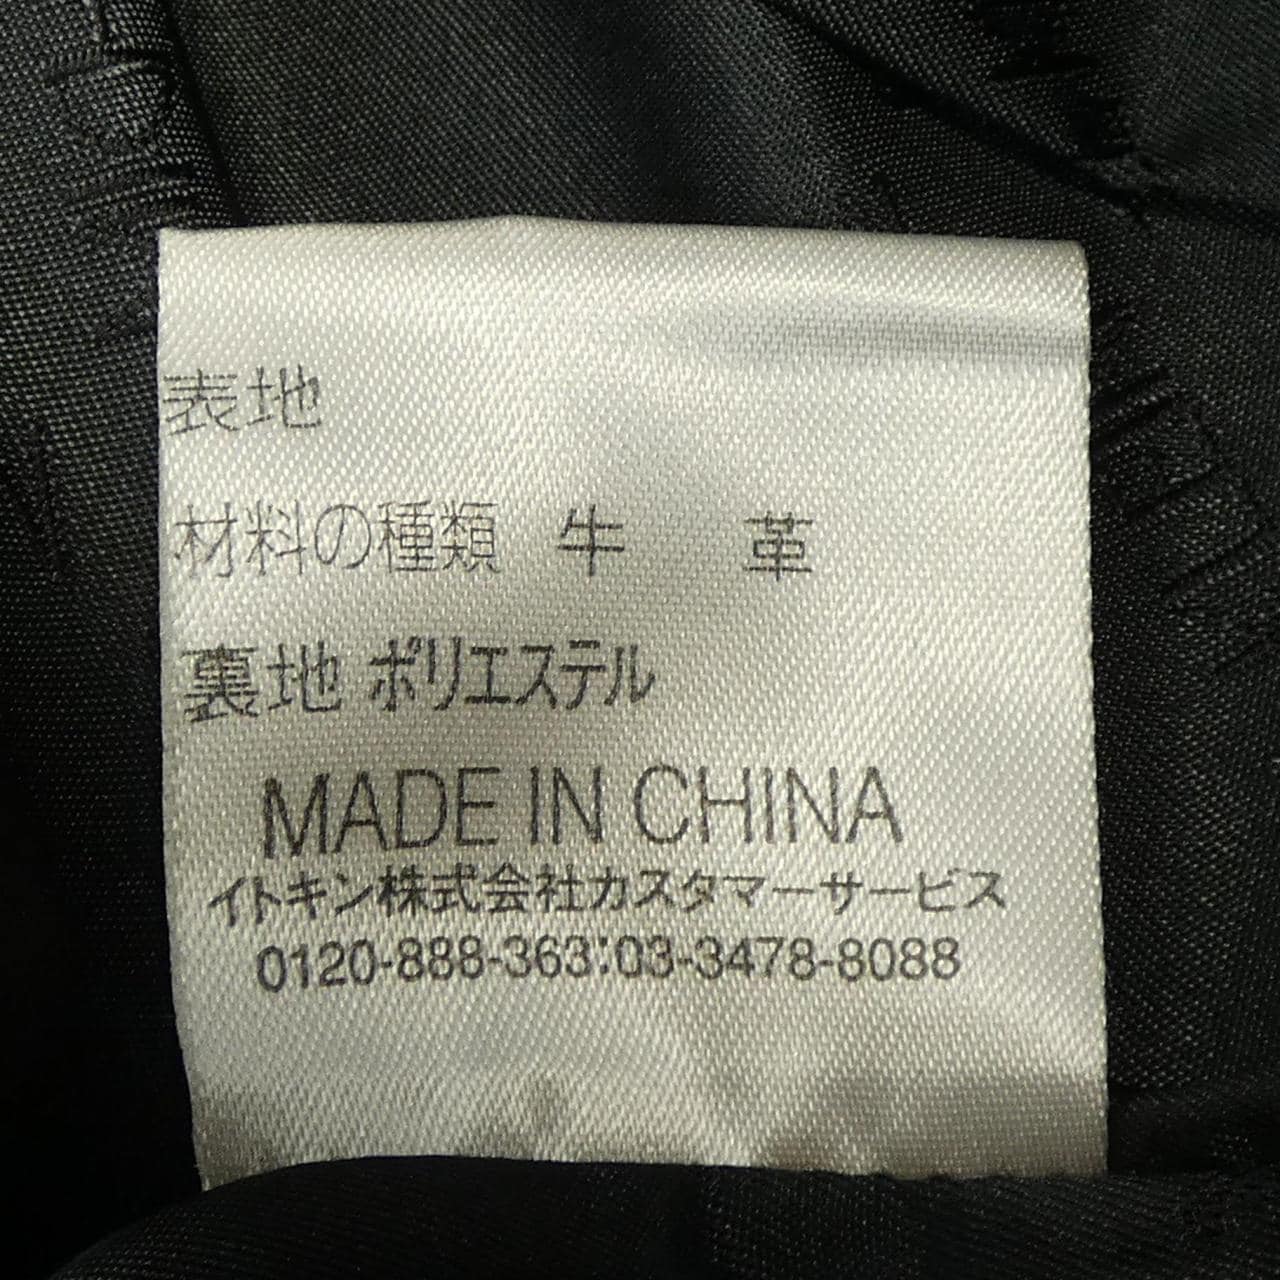 表地
材料の種類 牛 革
裏地 ポリエステル
MADE IN CHINA
イトキン株式会社カスタマーサービス
0120-888-363:03-3478-8088